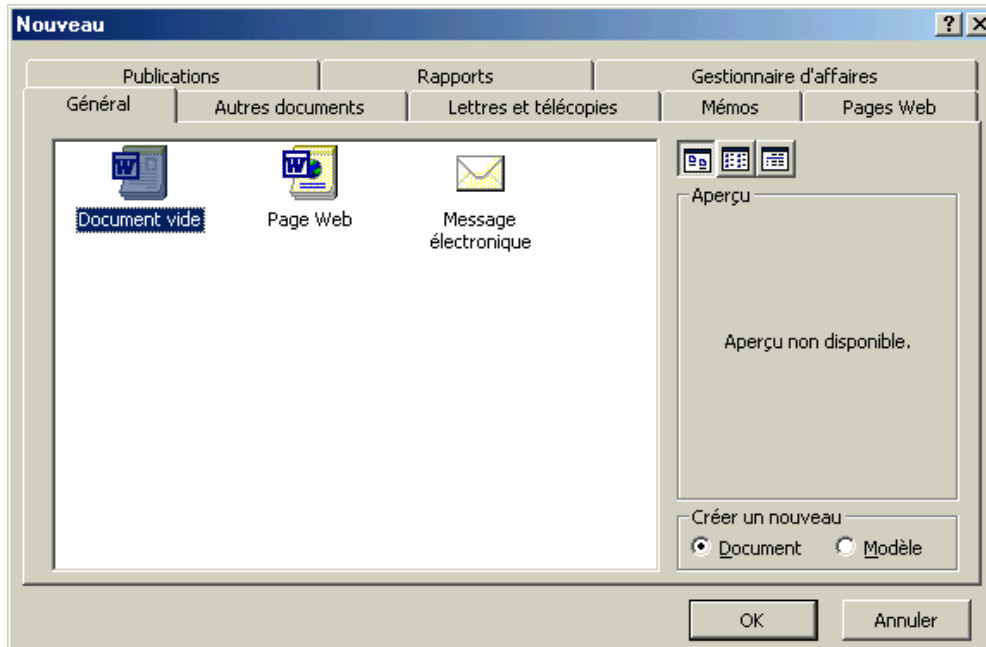 Nouveau
Publications Rapports Gestionnaire d'affaires
Général Autres documents Lettres et télécopies Mémos Pages Web
Document vide
Page Web
Message
électronique
Aperçu
Aperçu non disponible.
Créer un nouveau
Document Modèle
OK Annuler